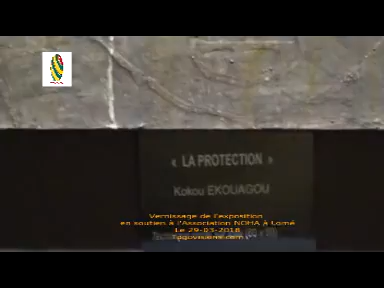 « LA PROTECTION »
Kokou EKOUAGOU
Vernissage de l'exposition
en soutien à l'Association NOHA à Lomé
Le 29-03-2018
Togovisions.com